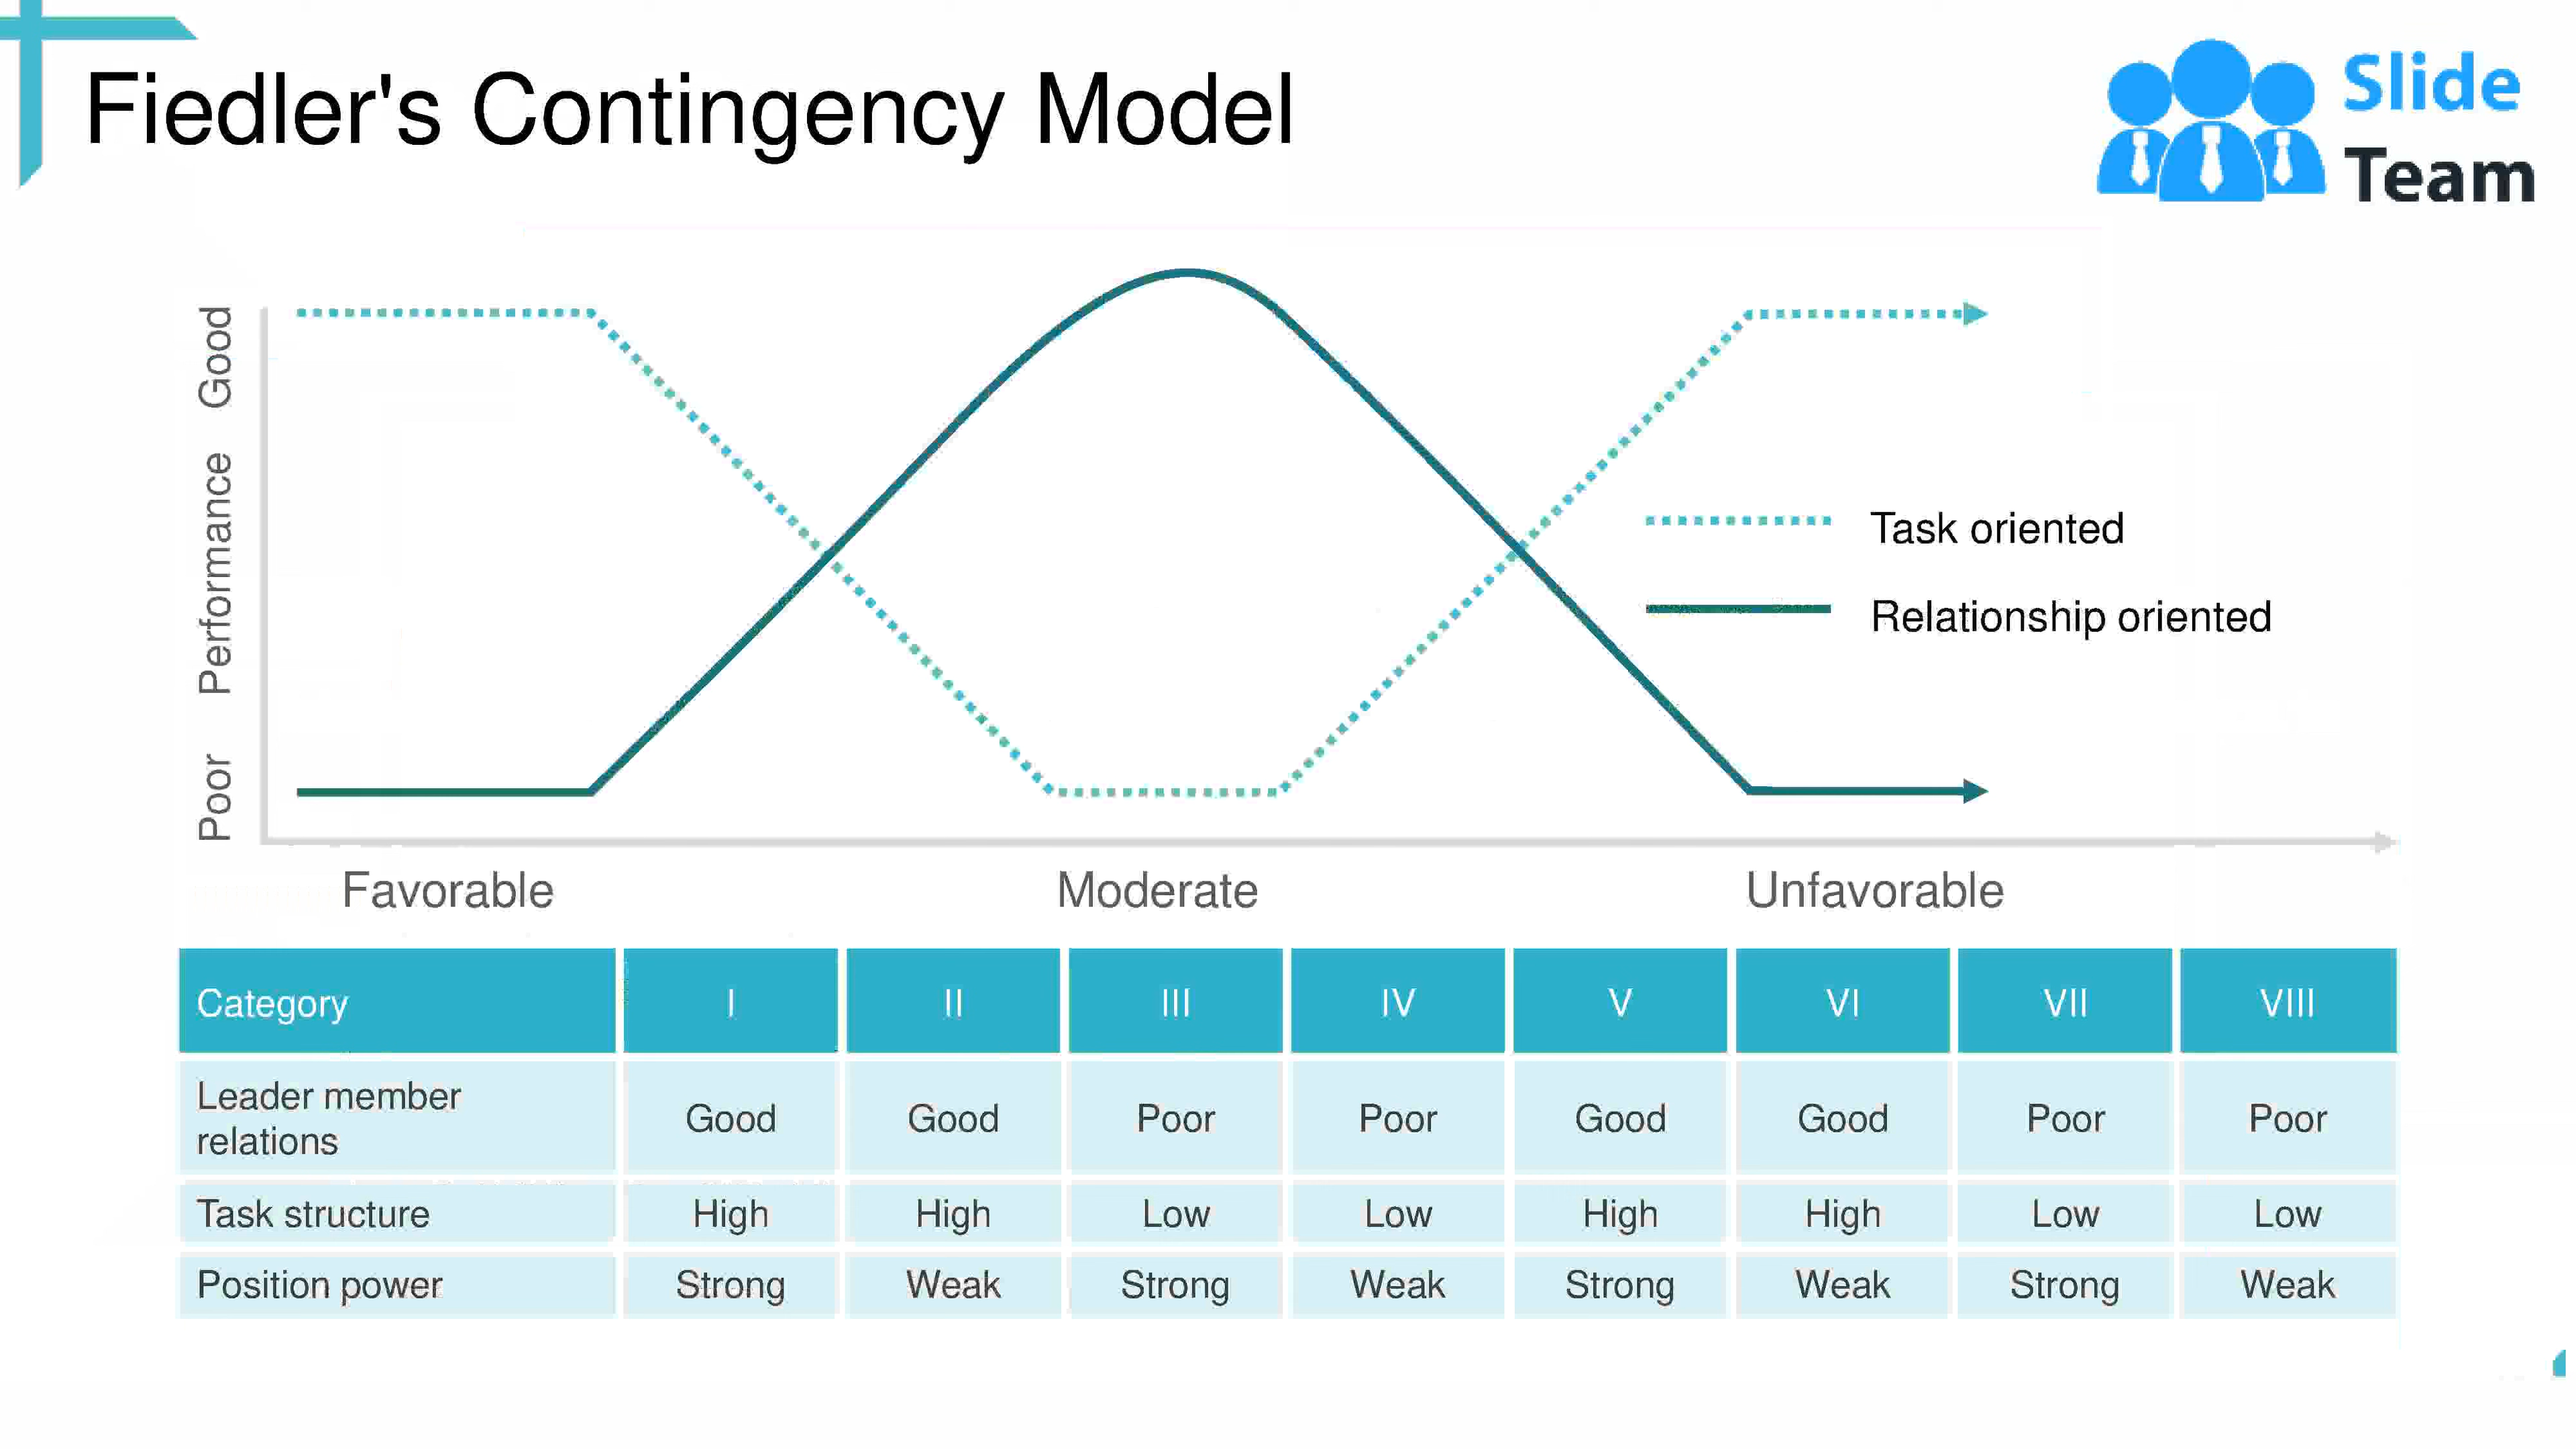 Fiedler's Contingency Model
Slide
Team
Good
Performance
Poor
Task oriented
Relationship oriented
Favorable Moderate Unfavorable
Category I II III IV V VI VII VIII
Leader member
relations
Good Good Poor Poor Good Good Poor Poor
Task structure High High Low Low High High Low Low
Position power Strong Weak Strong Weak Strong Weak Strong Weak